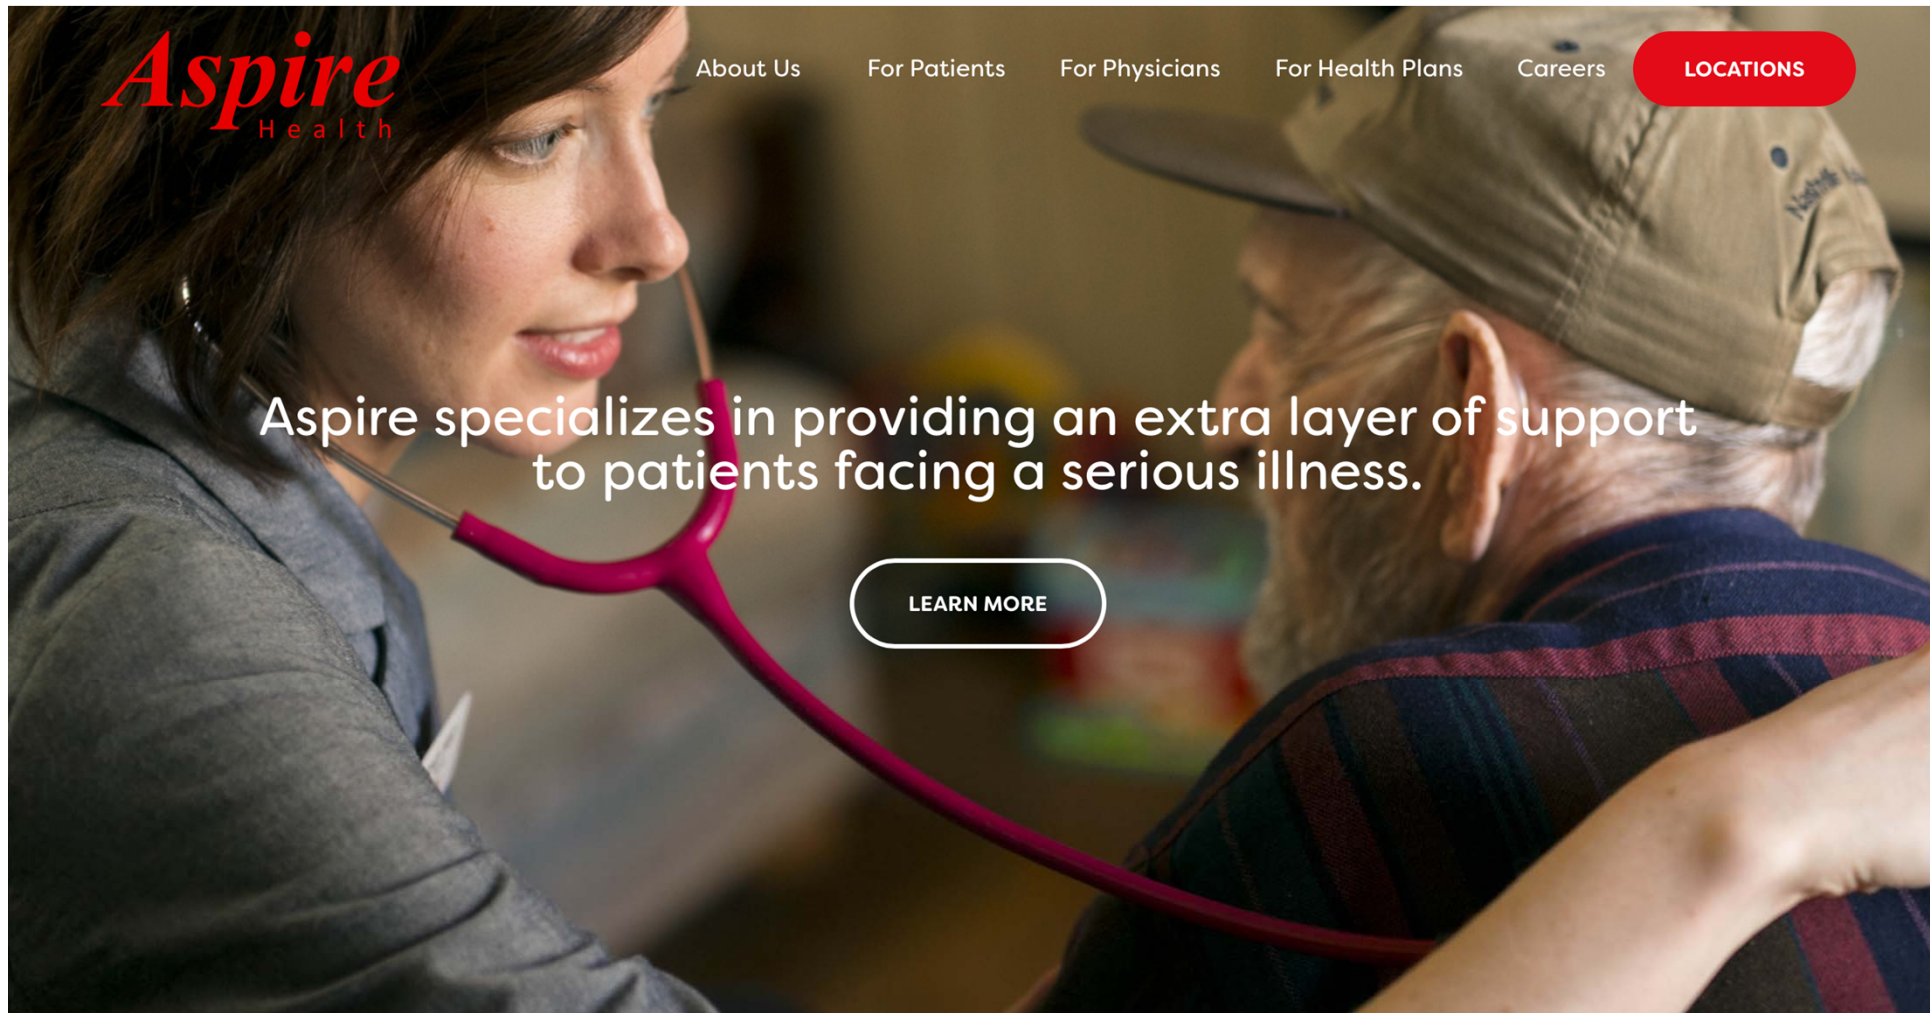 Aspire
Health
About Us
For Patients
For Physicians
For Health Plans
Careers
LOCATIONS
Nashville
Aspire specializes in providing an extra layer of support
to patients facing a serious illness.
LEARN MORE